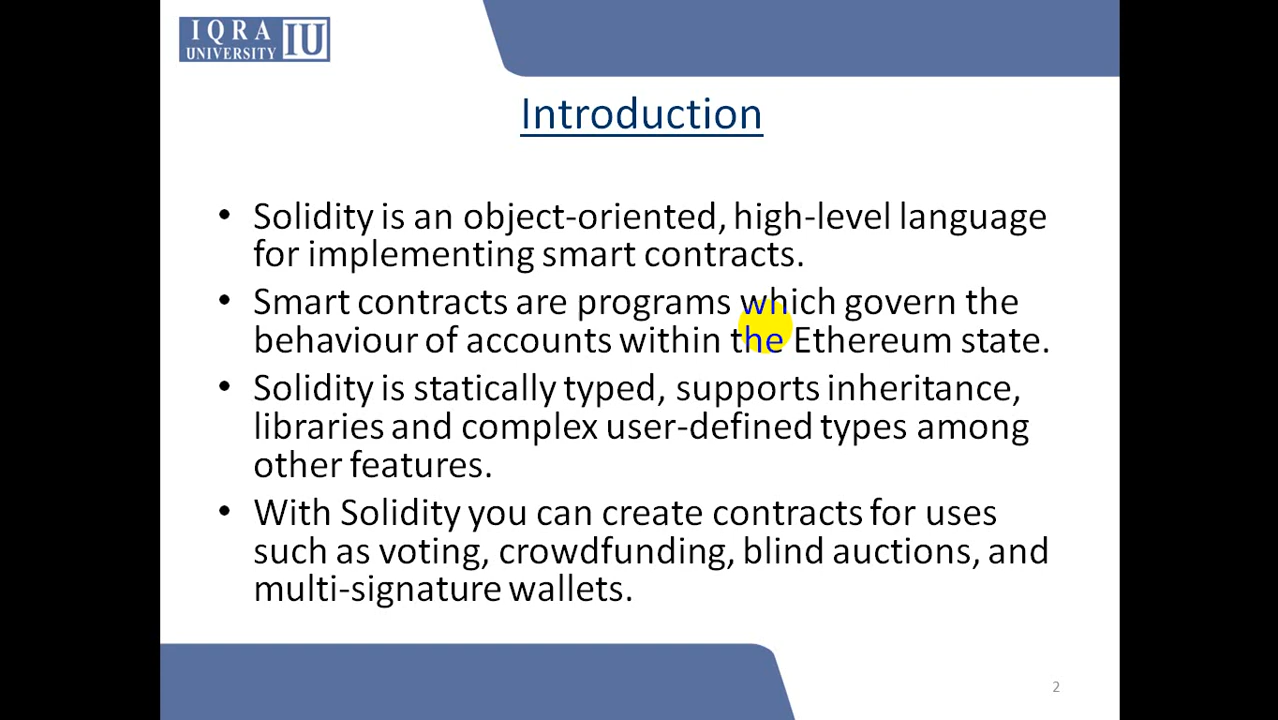 IQRA
UNIVERSITY IU
Introduction
• Solidity is an object-oriented, high-level language
for implementing smart contracts.
• Smart contracts are programs which govern the
behaviour of accounts within the Ethereum state.
• Solidity is statically typed, supports inheritance,
libraries and complex user-defined types among
other features.
• With Solidity you can create contracts for uses
such as voting, crowdfunding, blind auctions, and
multi-signature wallets.
2